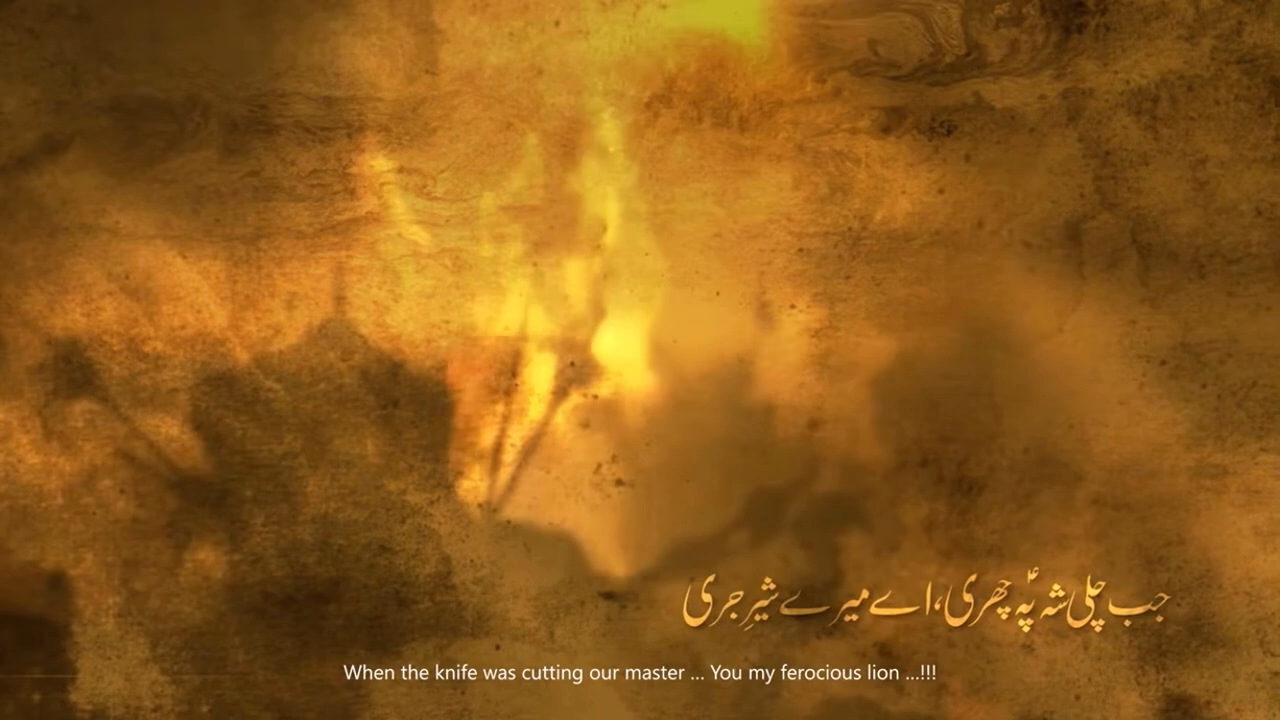 جب چلی شہؑ پہ چھری، اے میرے شیرِ جری
When the knife was cutting our master ... You my ferocious lion ...!!!